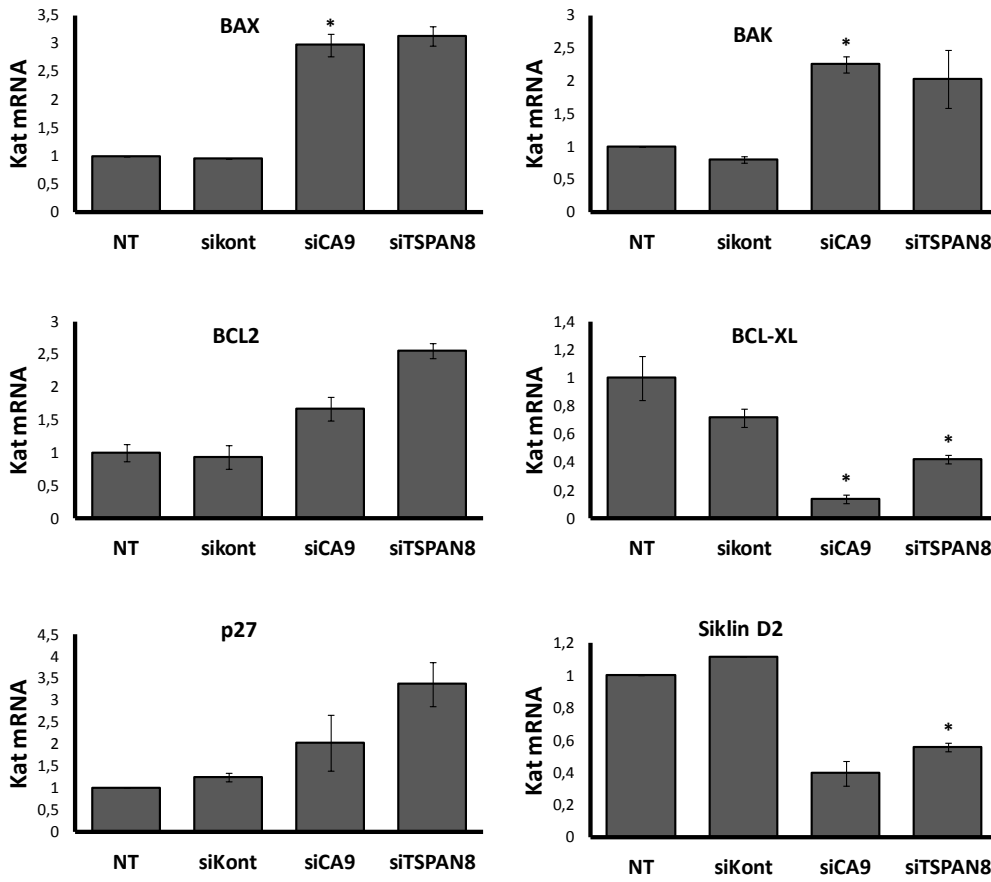 BAX
Kat mRNA
3,5
3
2,5
2
1,5
1
0,5
0
*
NT sikont siCA9 siTSPAN8
BAK
Kat mRNA
3
2,5
2
1,5
1
0,5
0
*
NT sikont siCA9 siTSPAN8
BCL2
Kat mRNA
3
2,5
2
1,5
1
0,5
0
NT sikont siCA9 siTSPAN8
BCL-XL
Kat mRNA
1,4
1,2
1
0,8
0,6
0,4
0,2
0
*
*
NT sikont siCA9 siTSPAN8
p27
Kat mRNA
4,5
4
3,5
3
2,5
2
1,5
1
0,5
0
NT siKont siCA9 siTSPAN8
Siklin D2
Kat mRNA
1,2
1
0,8
0,6
0,4
0,2
0
*
NT siKont siCA9 siTSPAN8